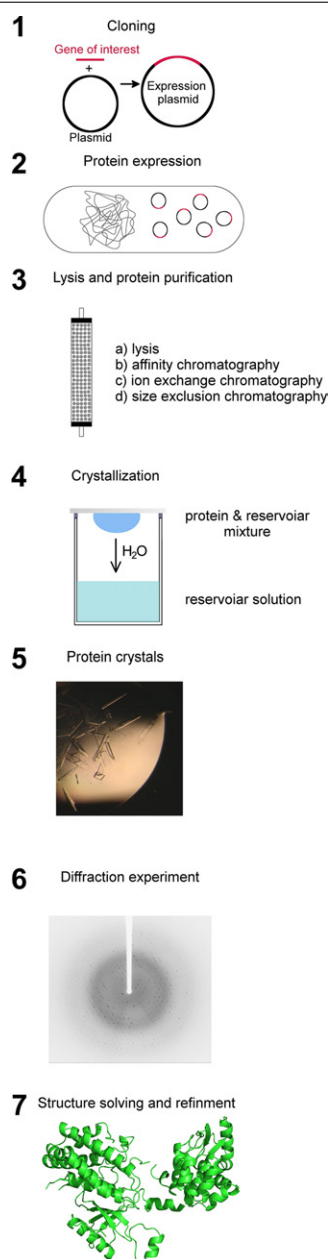 1 Cloning
Gene of interest
+
Plasmid
Expression
plasmid
2 Protein expression
3 Lysis and protein purification
a) lysis
b) affinity chromatography
c) ion exchange chromatography
d) size exclusion chromatography
4 Crystallization
protein & reservoiar
mixture
H₂O
reservoiar solution
5 Protein crystals
6 Diffraction experiment
7 Structure solving and refinment